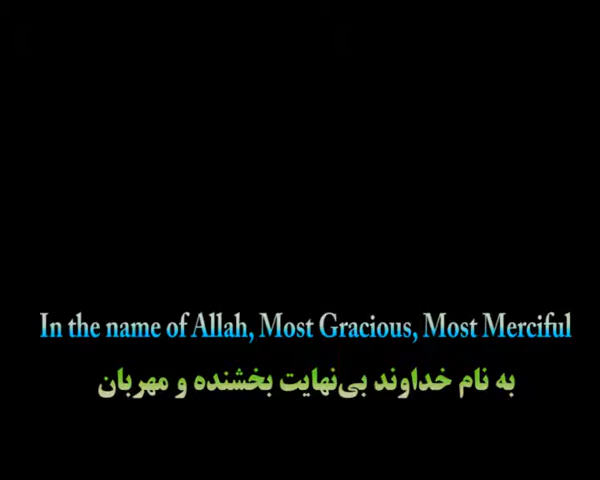 In the name of Allah, Most Gracious, Most Merciful
به نام خداوند بی‌نهایت بخشنده و مهربان